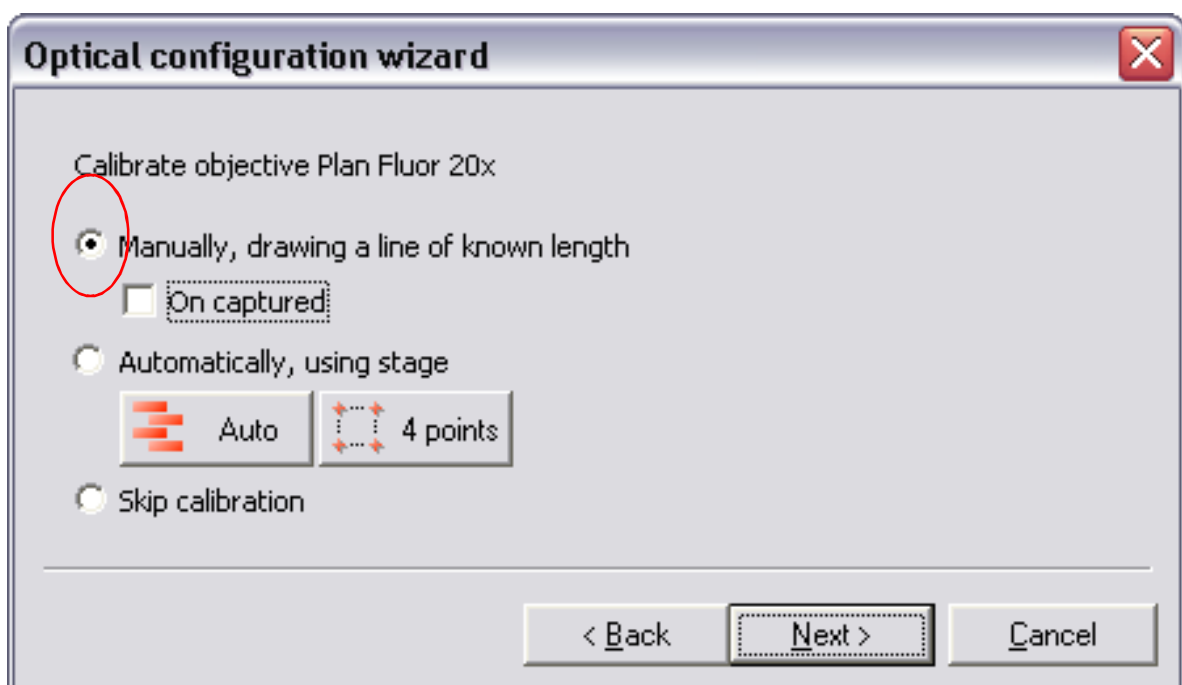 Optical configuration wizard
Calibrate objective Plan Fluor 20x
Manually, drawing a line of known length
On captured
Automatically, using stage
Auto
4 points
Skip calibration
< Back
Next >
Cancel